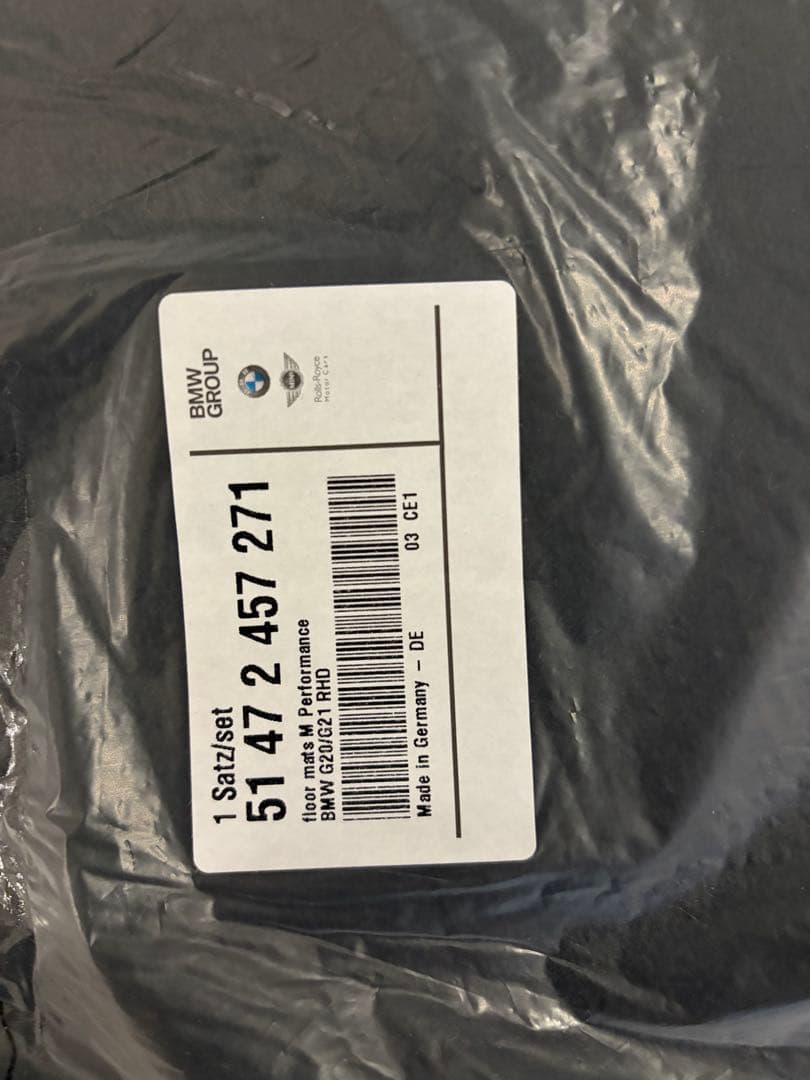 BMW
GROUP
Rolls-Royce
Motor Cars
1 Satz/set
51 47 2 457 271
floor mats M Performance
BMW G20/G21 RHD
Made in Germany - DE 03 CE1